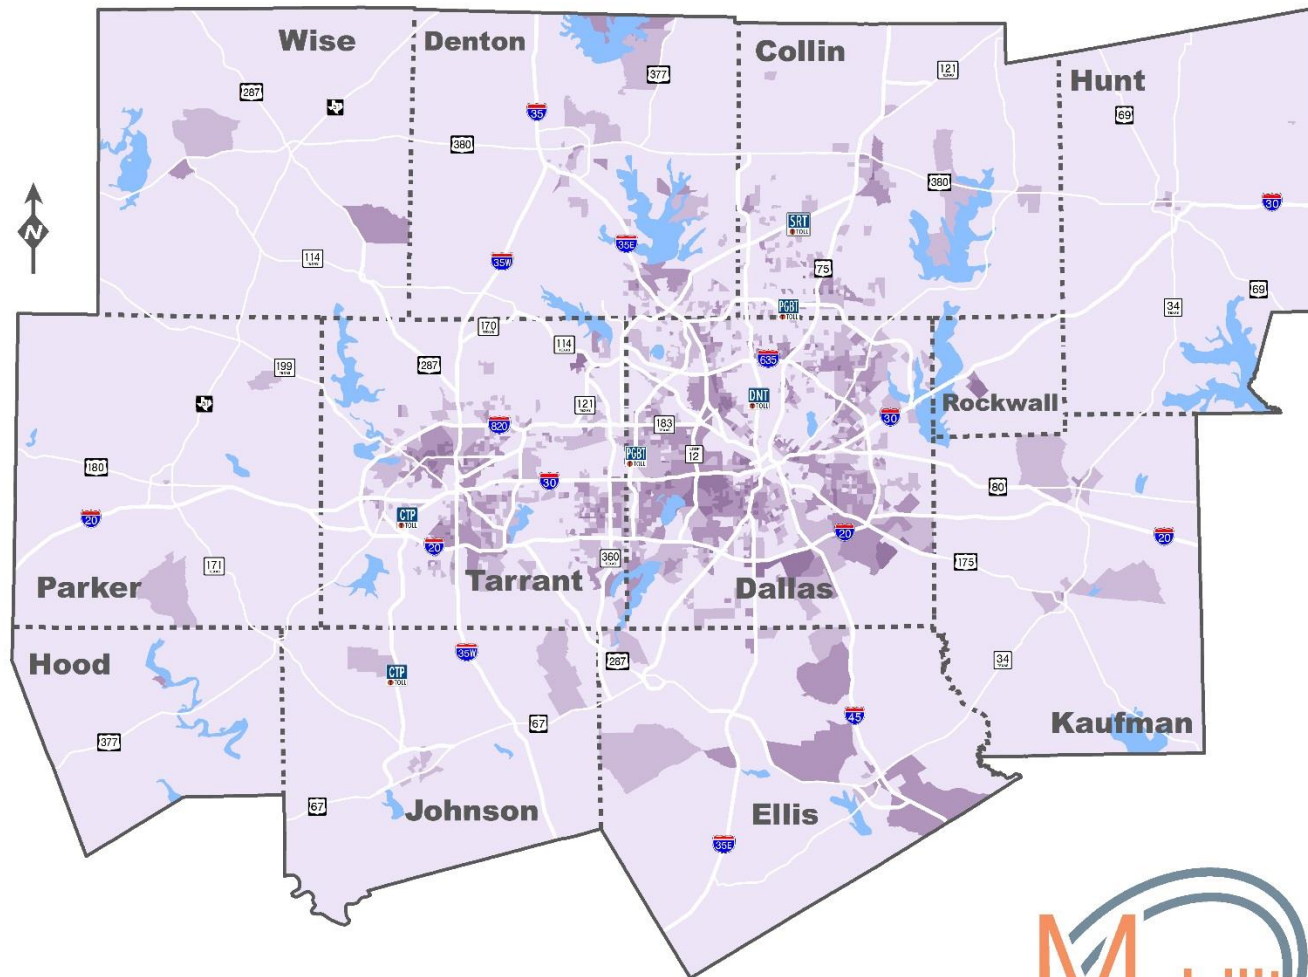 Wise
Denton
Collin
Hunt
287
377
121
69
35
380
380
30
N
SRT
TOLL
35E
114
35W
75
69
PGBT
TOLL
34
170
114
199
287
635
121
DNT
TOLL
Rockwall
820
183
30
LOOP
12
PGBT
TOLL
180
30
80
20
CTP
TOLL
20
20
20
171
360
175
Parker
Tarrant
Dallas
Hood
35W
287
34
CTP
TOLL
45
67
Kaufman
377
67
Johnson
Ellis
35E
M